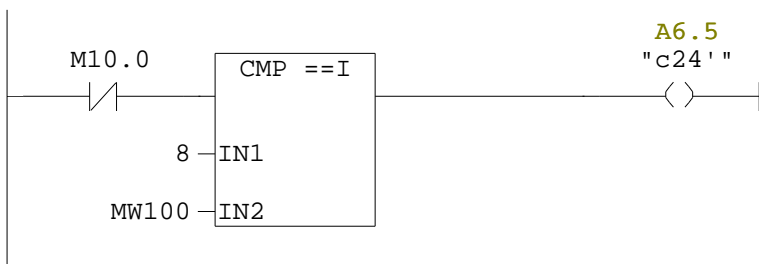 A6.5
M10.0
"c24'"
CMP ==I
8
IN1
MW100
IN2